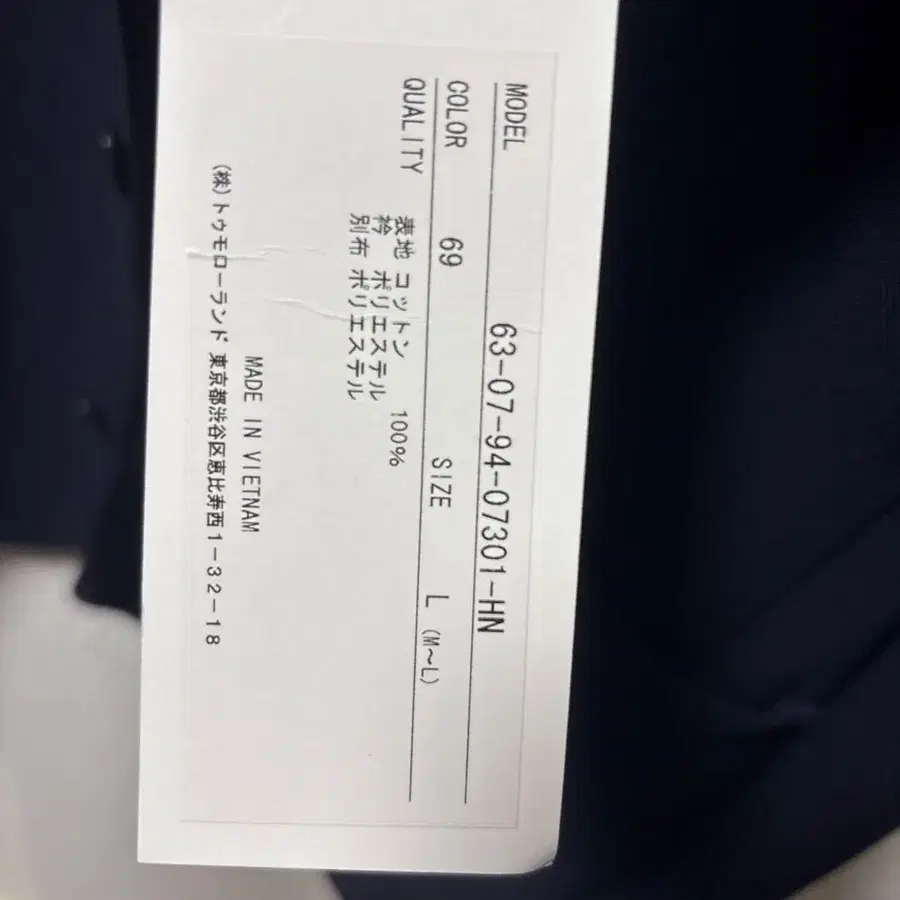 MODEL 63-07-94-07301-HN
COLOR 69 SIZE L (M~L)
QUALITY
表地 コットン 100%
衿 ポリエステル
別布 ポリエステル
MADE IN VIETNAM
(株)トゥモローランド 東京都渋谷区恵比寿西1-32-18